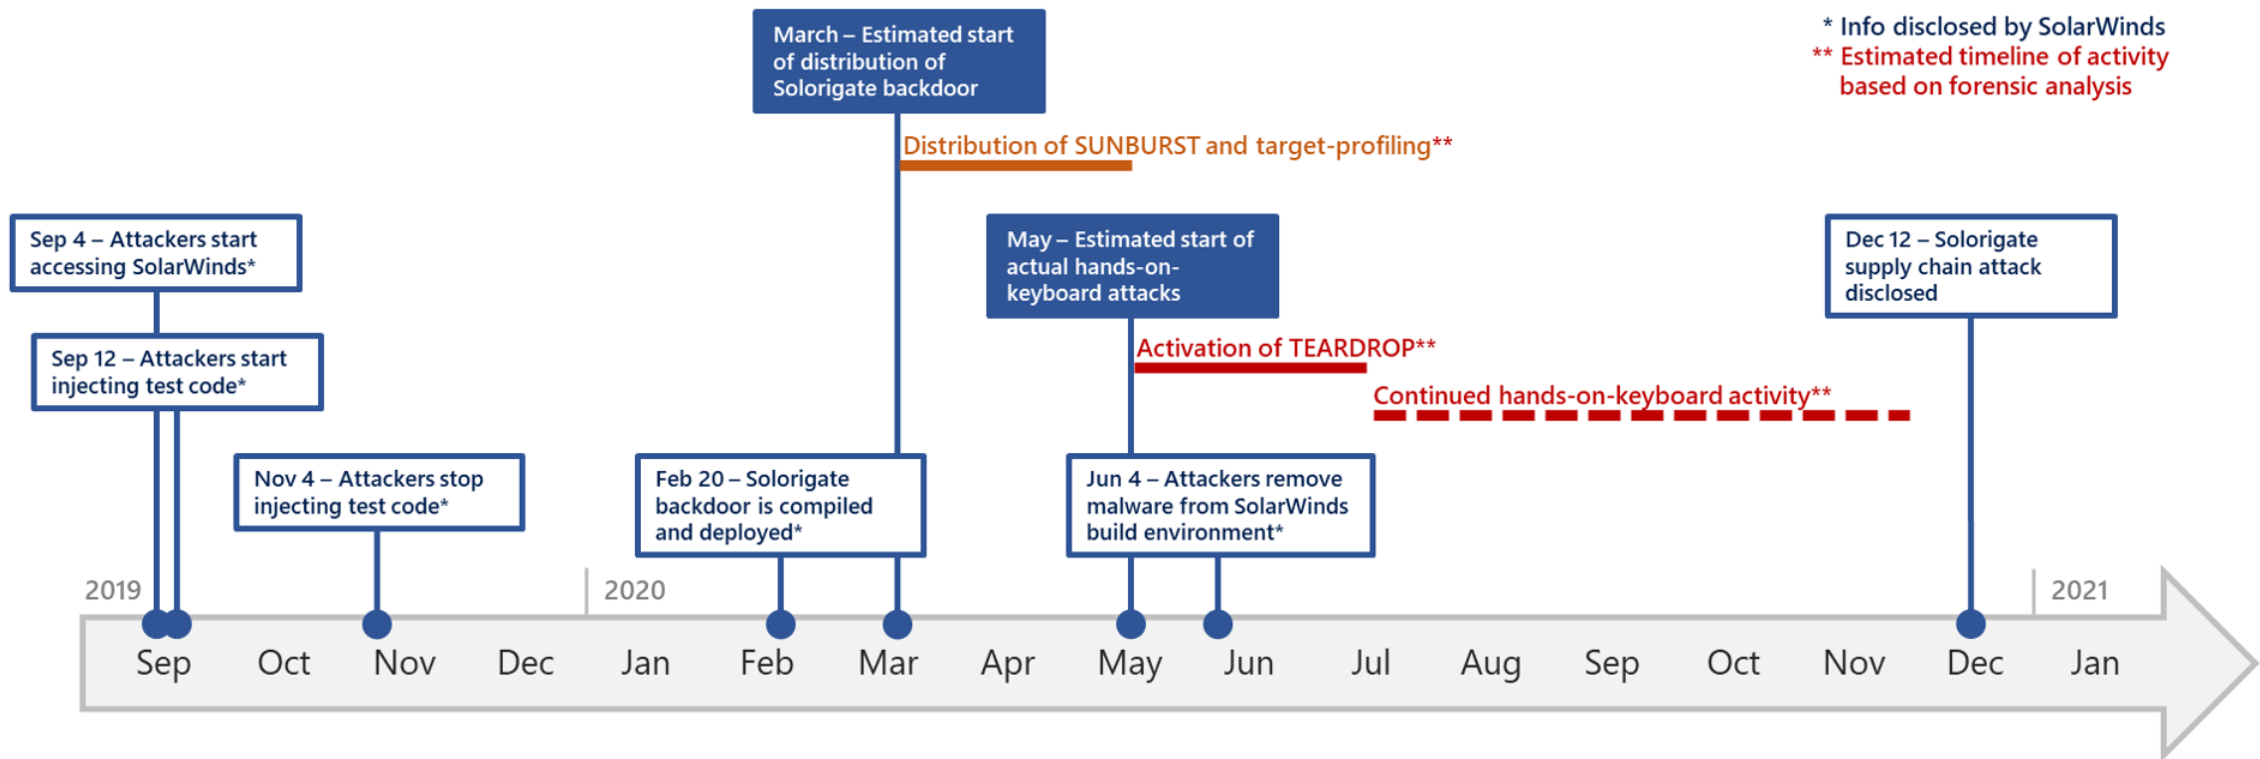 * Info disclosed by SolarWinds
** Estimated timeline of activity
based on forensic analysis
March – Estimated start
of distribution of
Solorigate backdoor
Distribution of SUNBURST and target-profiling**
Sep 4 – Attackers start
accessing SolarWinds*
May – Estimated start of
actual hands-on-
keyboard attacks
Dec 12 – Solorigate
supply chain attack
disclosed
Sep 12 – Attackers start
injecting test code*
Activation of TEARDROP**
Continued hands-on-keyboard activity**
Nov 4 – Attackers stop
injecting test code*
Feb 20 – Solorigate
backdoor is compiled
and deployed*
Jun 4 – Attackers remove
malware from SolarWinds
build environment*
2019 2020 2021
Sep Oct Nov Dec Jan Feb Mar Apr May Jun Jul Aug Sep Oct Nov Dec Jan